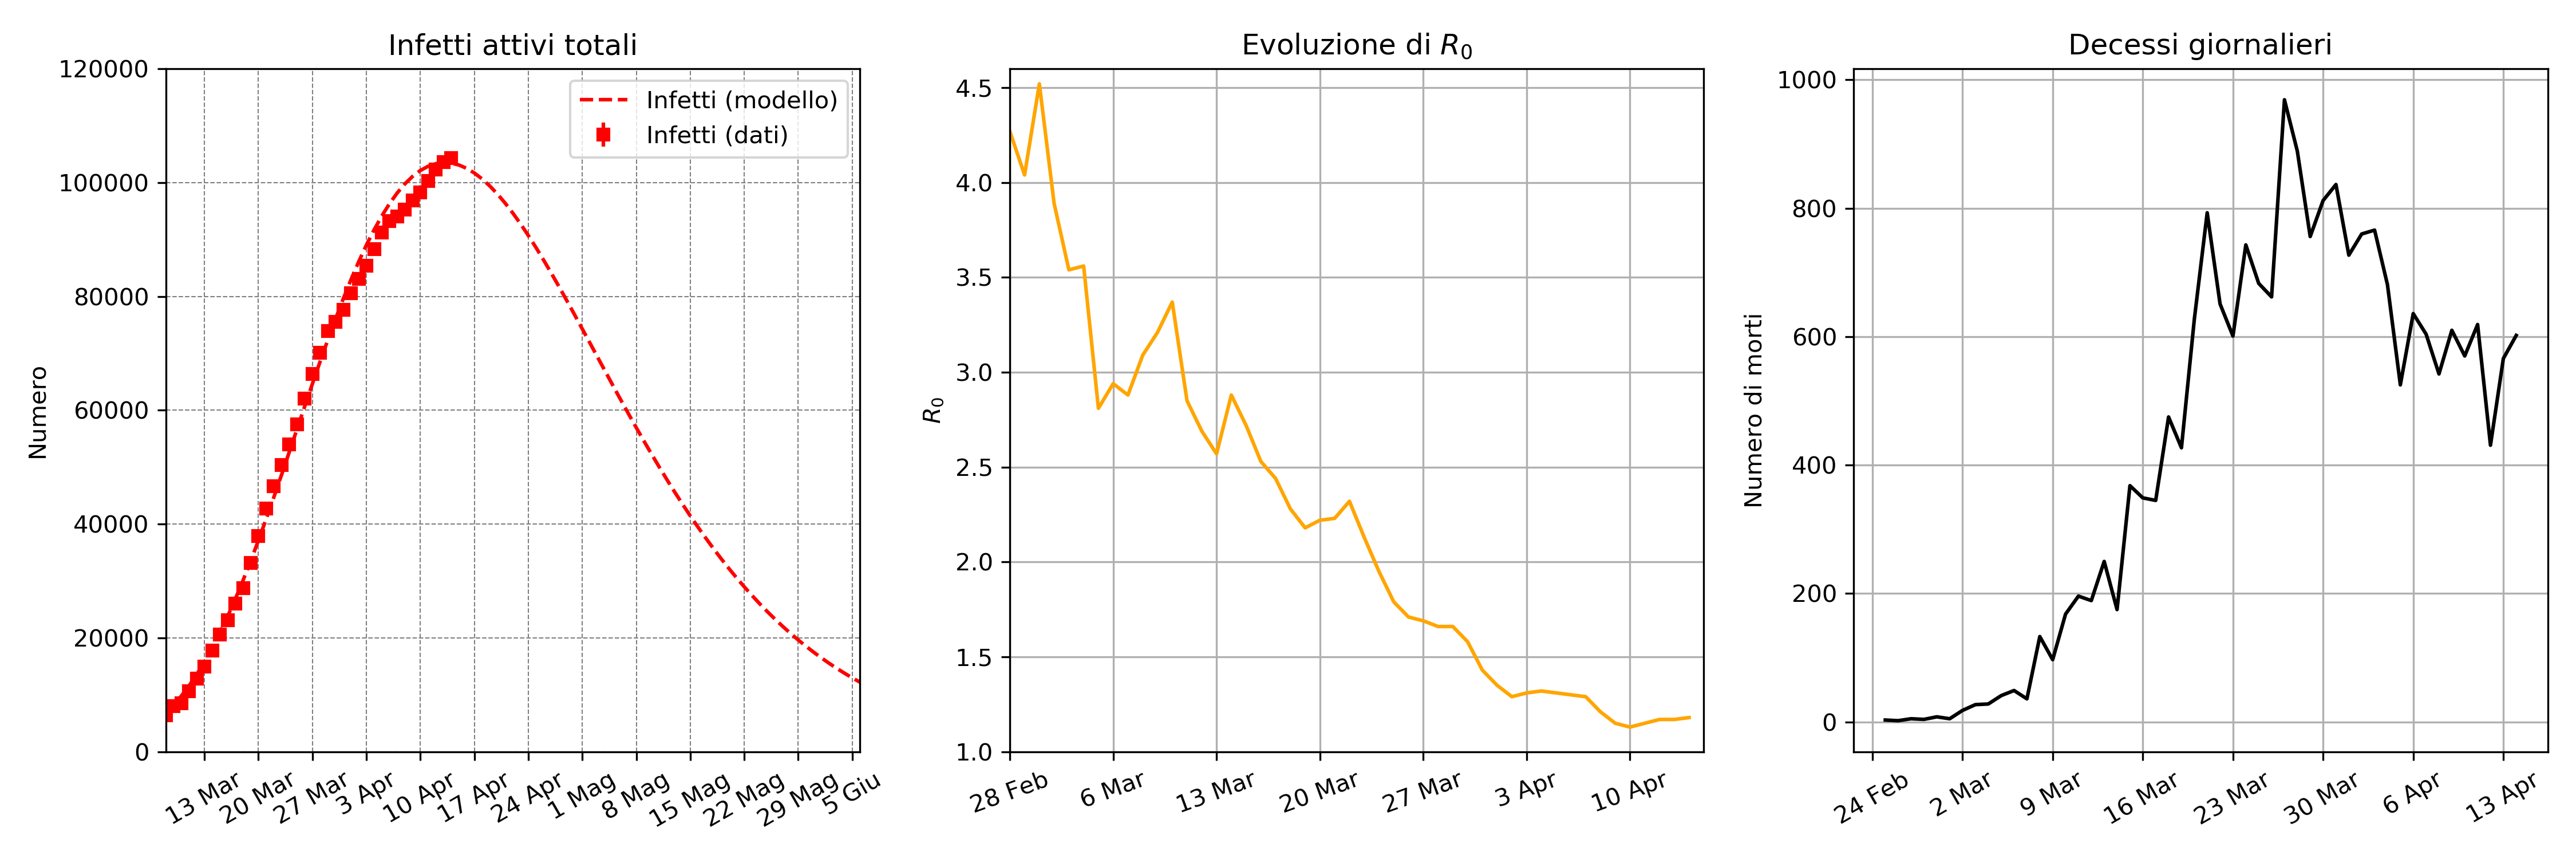 Infetti attivi totali
Numero
120000
100000
80000
60000
40000
20000
0
Infetti (modello)
Infetti (dati)
13 Mar
20 Mar
27 Mar
3 Apr
10 Apr
17 Apr
24 Apr
1 Mag
8 Mag
15 Mag
22 Mag
29 Mag
5 Giu
Evoluzione di R₀
R₀
4.5
4.0
3.5
3.0
2.5
2.0
1.5
1.0
28 Feb
6 Mar
13 Mar
20 Mar
27 Mar
3 Apr
10 Apr
Decessi giornalieri
Numero di morti
1000
800
600
400
200
0
24 Feb
2 Mar
9 Mar
16 Mar
23 Mar
30 Mar
6 Apr
13 Apr